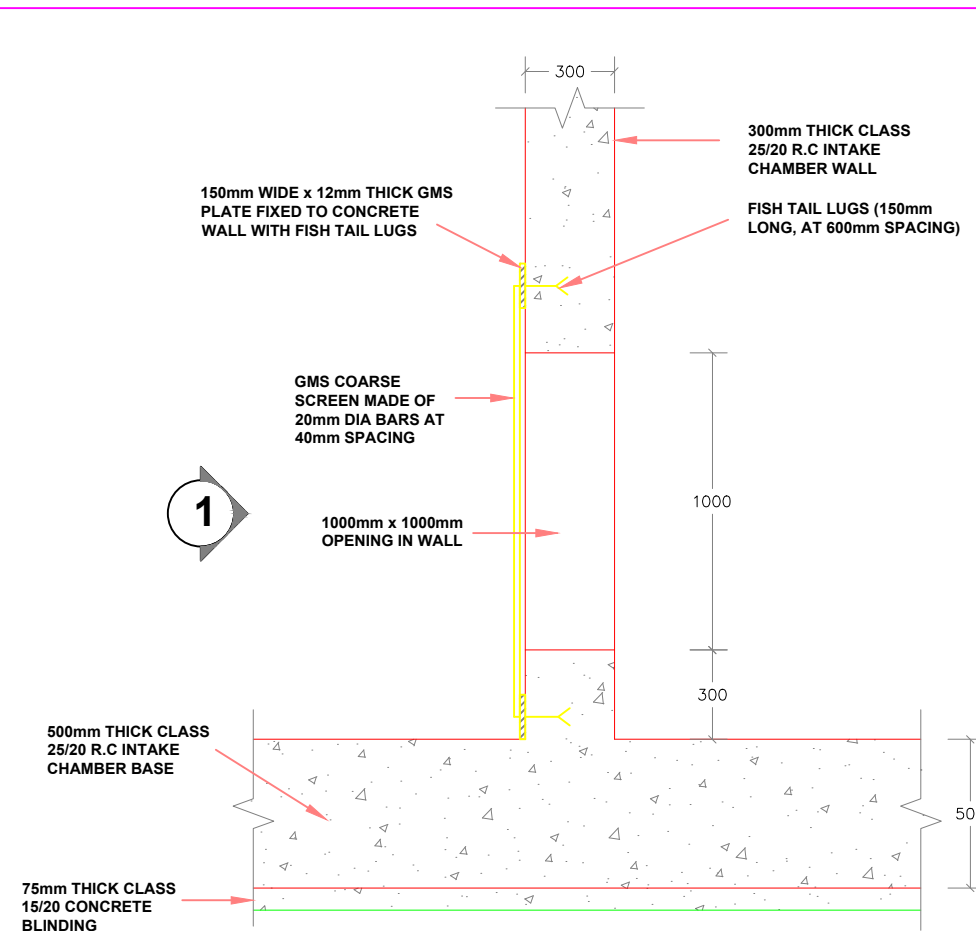 300
300mm THICK CLASS
25/20 R.C INTAKE
CHAMBER WALL
150mm WIDE x 12mm THICK GMS
PLATE FIXED TO CONCRETE
WALL WITH FISH TAIL LUGS
FISH TAIL LUGS (150mm
LONG, AT 600mm SPACING)
GMS COARSE
SCREEN MADE OF
20mm DIA BARS AT
40mm SPACING
1
1000mm x 1000mm
OPENING IN WALL
1000
300
500mm THICK CLASS
25/20 R.C INTAKE
CHAMBER BASE
50
75mm THICK CLASS
15/20 CONCRETE
BLINDING